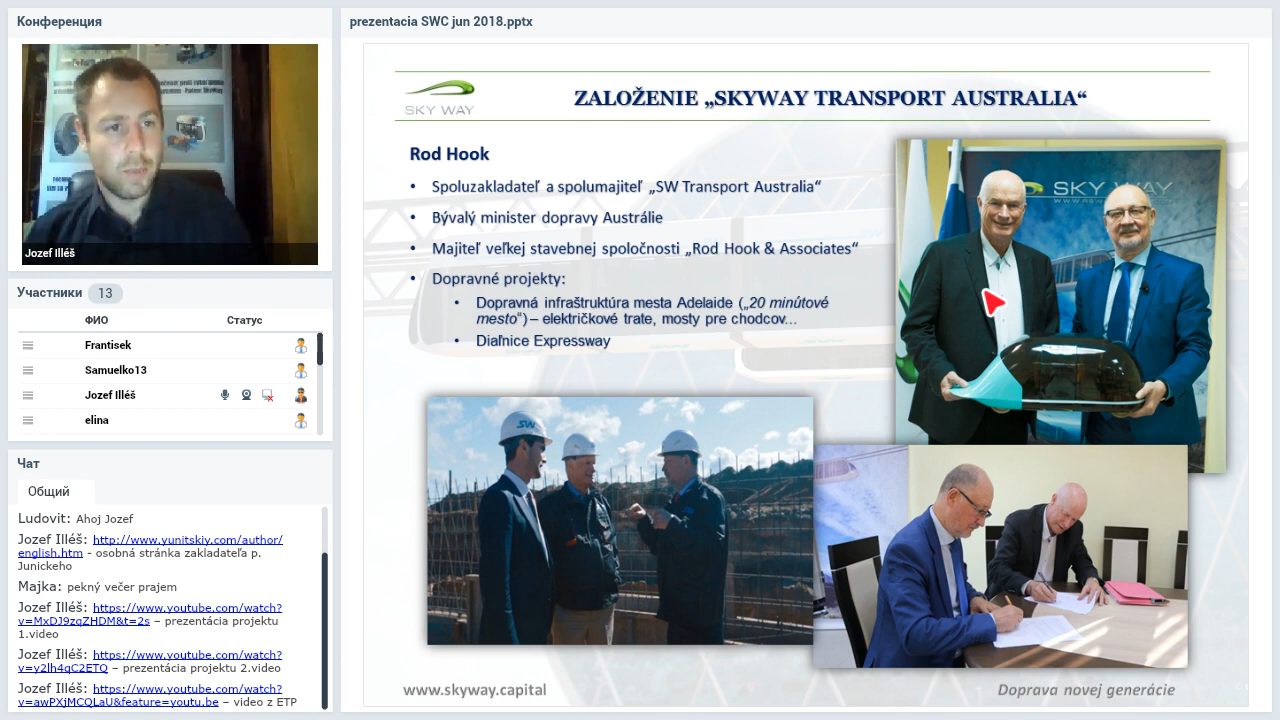 Конференция
Jozef Illéš
Участники 13
ФИО Статус
Frantisek
Samuelko13
Jozef Illéš
elina
Чат
Общий
Ludovit: Ahoj Jozef
Jozef Illéš: http://www.yunitskiy.com/author/
english.htm - osobná stránka zakladateľa p.
Junickeho
Majka: pekný večer prajem
Jozef Illéš: https://www.youtube.com/watch?
v=MxDJ9zqZHDM&t=2s – prezentácia projektu
1.video
Jozef Illéš: https://www.youtube.com/watch?
v=y2lh4qC2ETQ – prezentácia projektu 2.video
Jozef Illéš: https://www.youtube.com/watch?
v=awPXjMCQLaU&feature=youtu.be – video z ETP
prezentacia SWC jun 2018.pptx
SKY WAY
ZALOŽENIE „SKYWAY TRANSPORT AUSTRALIA“
Rod Hook
• Spoluzakladateľ a spolumajiteľ „SW Transport Australia“
• Bývalý minister dopravy Austrálie
• Majiteľ veľkej stavebnej spoločnosti „Rod Hook & Associates“
• Dopravné projekty:
• Dopravná infraštruktúra mesta Adelaide („20 minútové
mesto“) – električkové trate, mosty pre chodcov...
• Diaľnice Expressway
SKY WAY
SW
www.skyway.capital
Doprava novej generácie